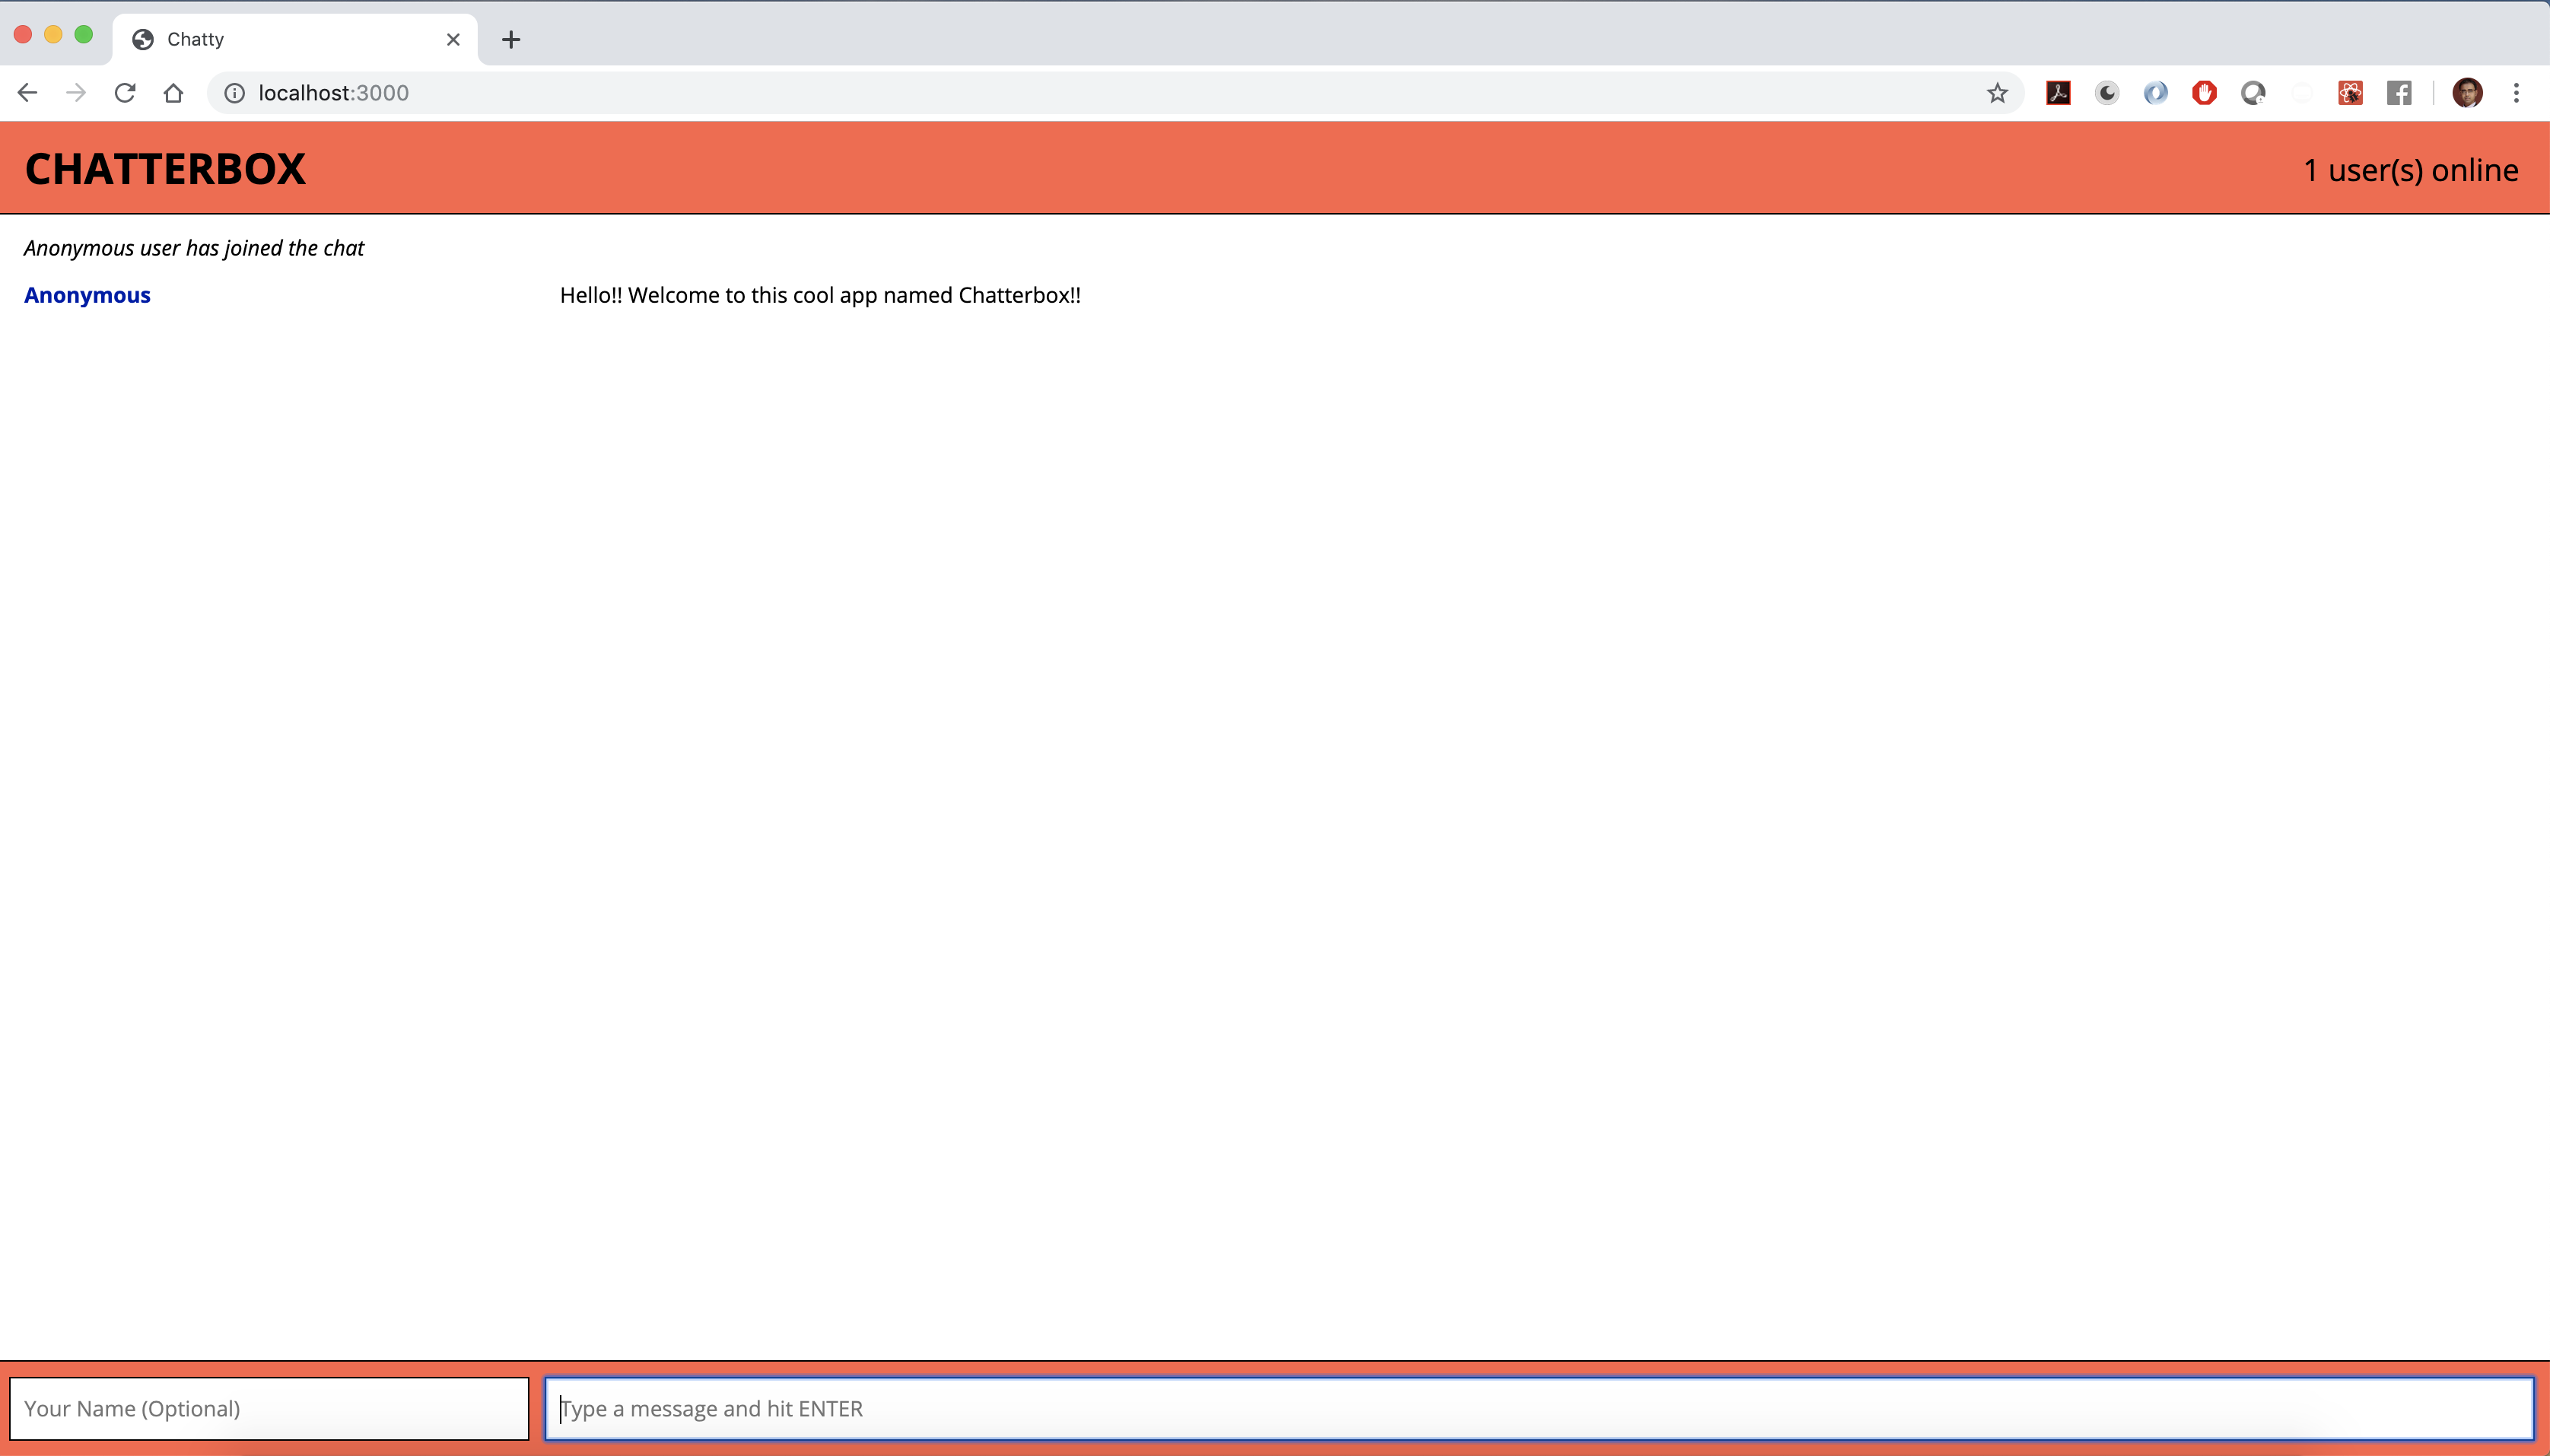 Chatty
localhost:3000
CHATTERBOX
1 user(s) online
Anonymous user has joined the chat
Anonymous Hello!! Welcome to this cool app named Chatterbox!!
Your Name (Optional) Type a message and hit ENTER